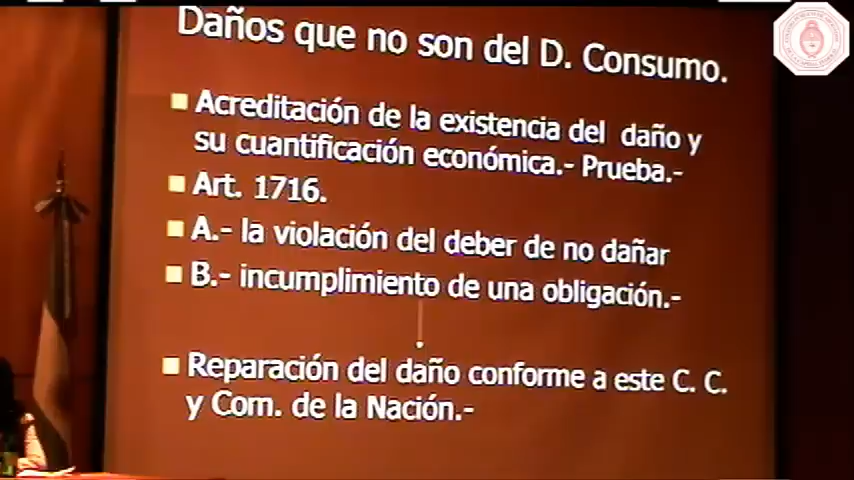 Daños que no son del D. Consumo.
Acreditación de la existencia del daño y
su cuantificación económica.- Prueba.-
Art. 1716.
A.- la violación del deber de no dañar
B.- incumplimiento de una obligación.-
Reparación del daño conforme a este C. C.
y Com. de la Nación.-